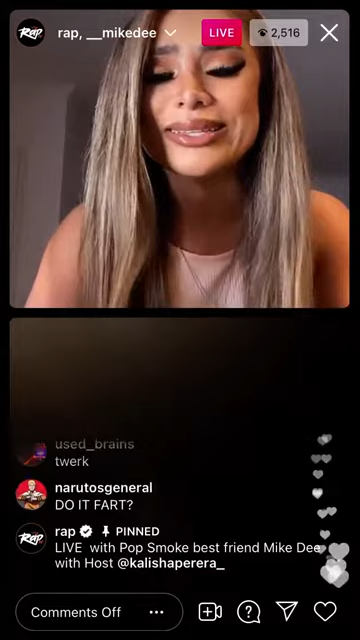 Rap
rap, __mikedee
LIVE
2,516
used_brains
twerk
narutosgeneral
DO IT FART?
Rap
rap PINNED
LIVE with Pop Smoke best friend Mike Dee
with Host @kalishaperera_
Comments Off